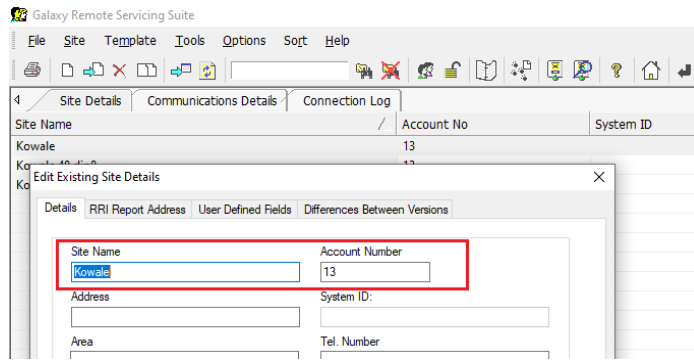 Galaxy Remote Servicing Suite
File Site Template Tools Options Sort Help
Site Details Communications Details Connection Log
Site Name Account No System ID
Kowale 13
Edit Existing Site Details
Details RRI Report Address User Defined Fields Differences Between Versions
Site Name Account Number
Kowale 13
Address System ID:
Area Tel. Number